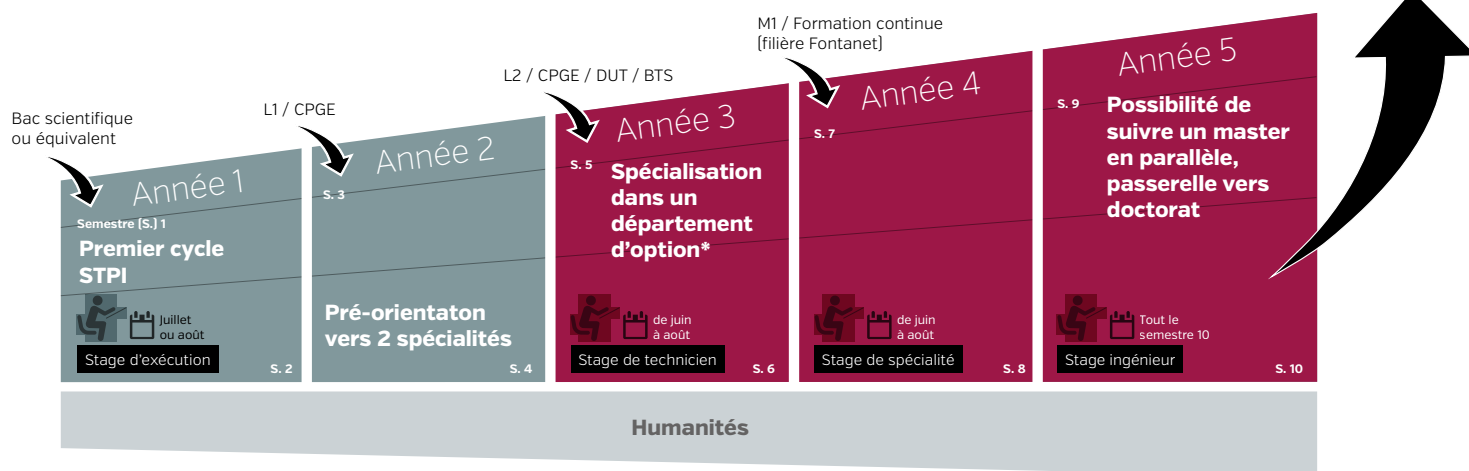 Bac scientifique
ou équivalent
Année 1
Semestre (S.) 1
Premier cycle
STPI
Juillet
ou août
Stage d'exécution
S. 2
L1 / CPGE
Année 2
S. 3
Pré-orientaton
vers 2 spécialités
S. 4
L2 / CPGE / DUT / BTS
Année 3
S. 5
Spécialisation
dans un
département
d'option*
de juin
à août
Stage de technicien
S. 6
M1 / Formation continue
(filière Fontanet)
Année 4
S. 7
de juin
à août
Stage de spécialité
S. 8
Année 5
S. 9
Possibilité de
suivre un master
en parallèle,
passerelle vers
doctorat
Tout le
semestre 10
Stage ingénieur
S. 10
Humanités